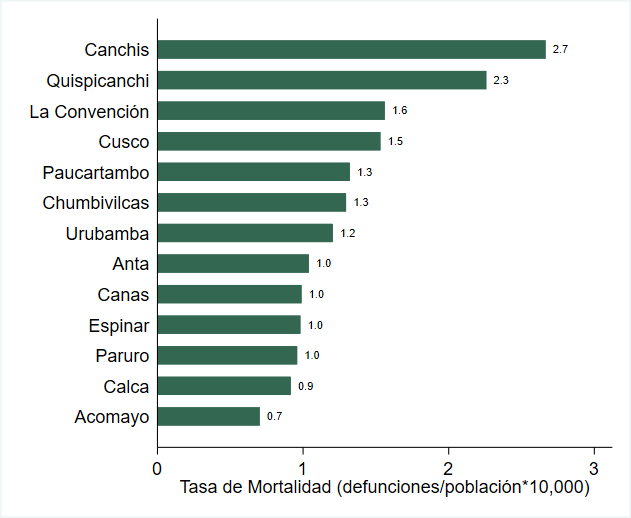 Canchis 2.7
Quispicanchi 2.3
La Convención 1.6
Cusco 1.5
Paucartambo 1.3
Chumbivilcas 1.3
Urubamba 1.2
Anta 1.0
Canas 1.0
Espinar 1.0
Paruro 1.0
Calca 0.9
Acomayo 0.7
0 1 2 3
Tasa de Mortalidad (defunciones/población*10,000)